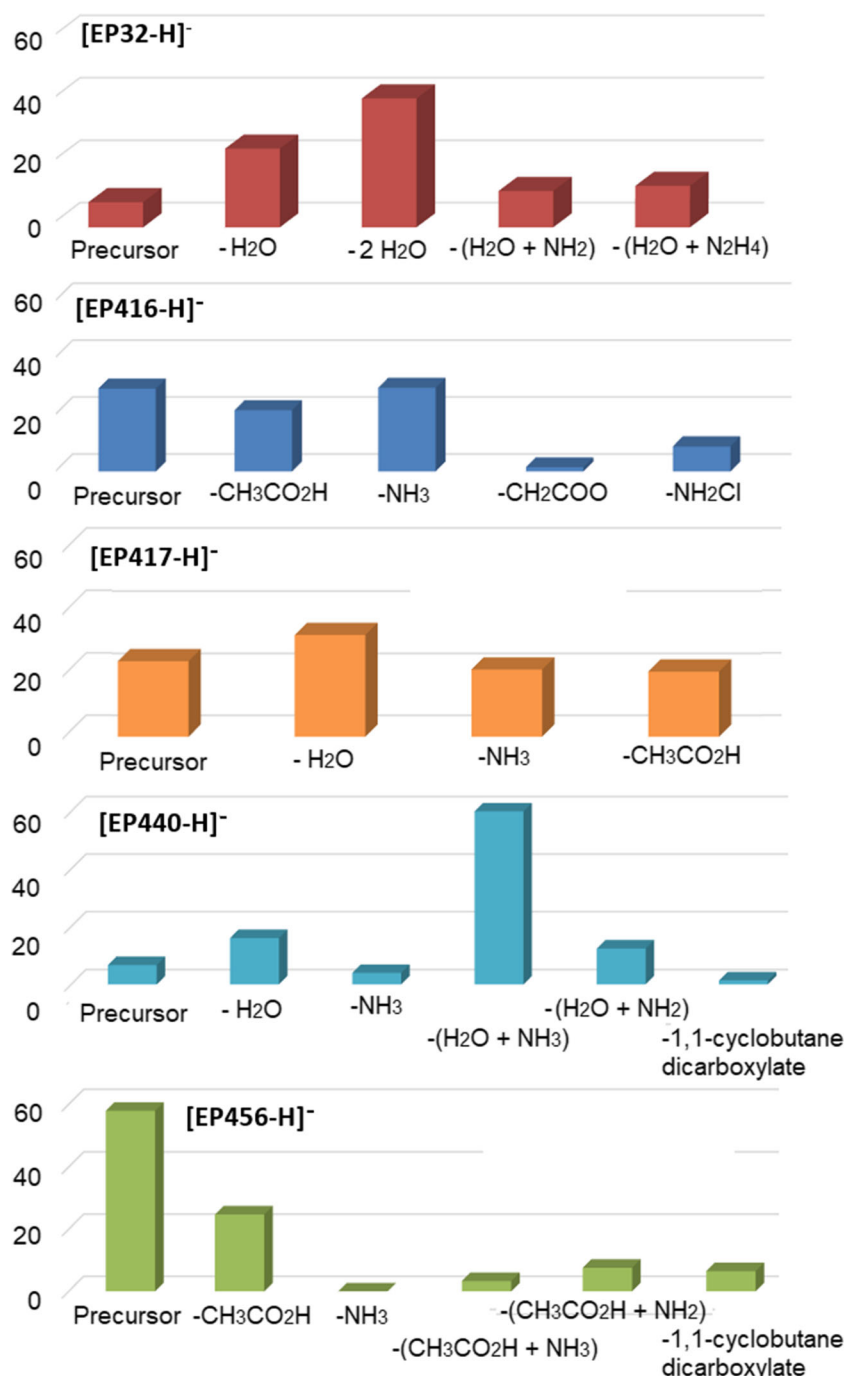 60
[EP32-H]-
40
20
0
Precursor
-H2O
-2 H2O
-(H2O + NH2)
-(H2O + N2H4)
60
[EP416-H]-
40
20
0
Precursor
-CH3CO2H
-NH3
-CH2COO
-NH2Cl
60
[EP417-H]-
40
20
0
Precursor
- H2O
-NH3
-CH3CO2H
60
[EP440-H]-
40
20
0
Precursor
- H2O
-NH3
-(H2O + NH3)
-(H2O + NH2)
-1,1-cyclobutane
dicarboxylate
60
[EP456-H]-
40
20
0
Precursor
-CH3CO2H
-NH3
-(CH3CO2H + NH3)
-(CH3CO2H + NH2)
-1,1-cyclobutane
dicarboxylate